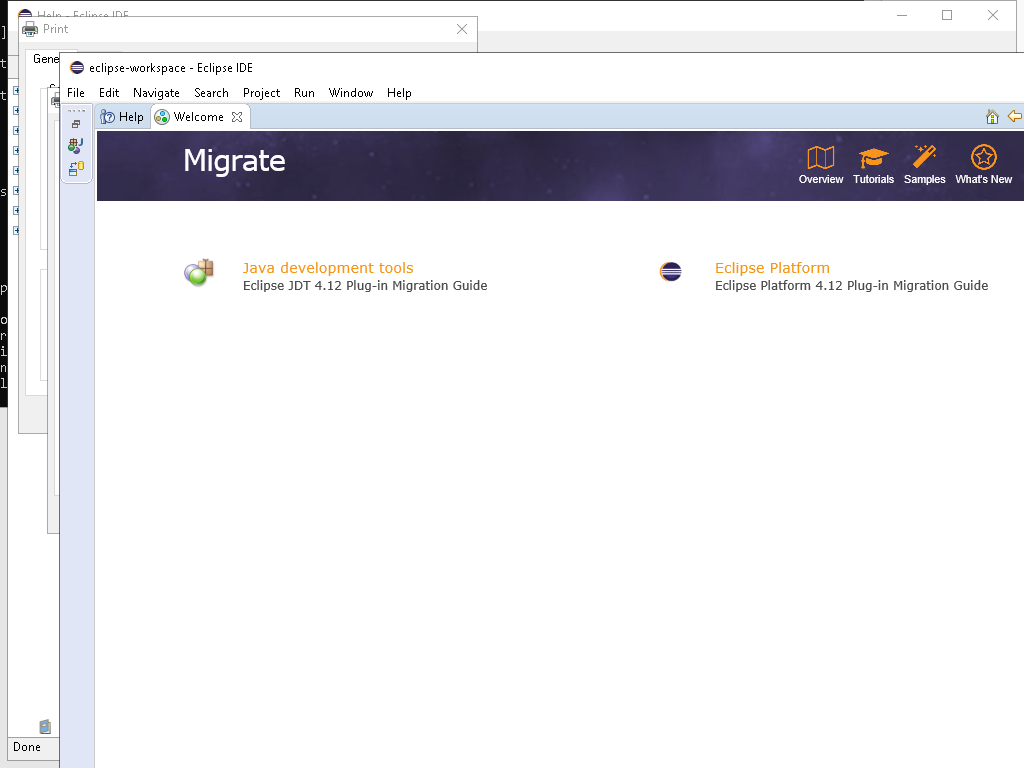 Help - Eclipse IDE
Print
Gene
eclipse-workspace - Eclipse IDE
File Edit Navigate Search Project Run Window Help
Help Welcome
Migrate
Overview Tutorials Samples What's New
Java development tools
Eclipse JDT 4.12 Plug-in Migration Guide
Eclipse Platform
Eclipse Platform 4.12 Plug-in Migration Guide
Done